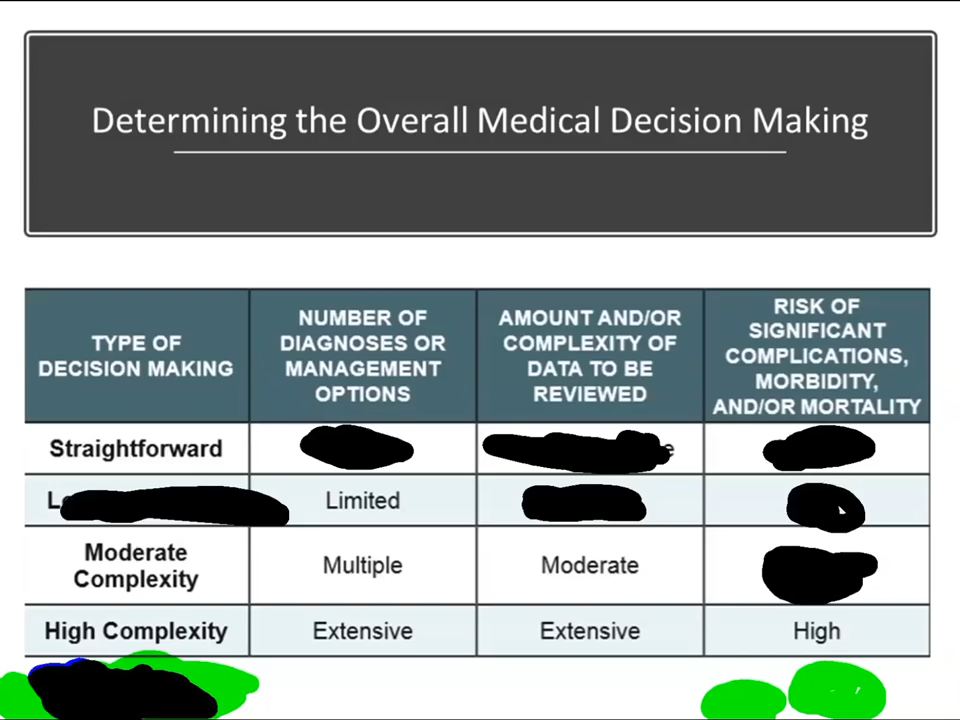 Determining the Overall Medical Decision Making
TYPE OF
DECISION MAKING
NUMBER OF
DIAGNOSES OR
MANAGEMENT
OPTIONS
AMOUNT AND/OR
COMPLEXITY OF
DATA TO BE
REVIEWED
RISK OF
SIGNIFICANT
COMPLICATIONS,
MORBIDITY,
AND/OR MORTALITY
Straightforward
Limited
Moderate
Complexity
Multiple
Moderate
High Complexity
Extensive
Extensive
High